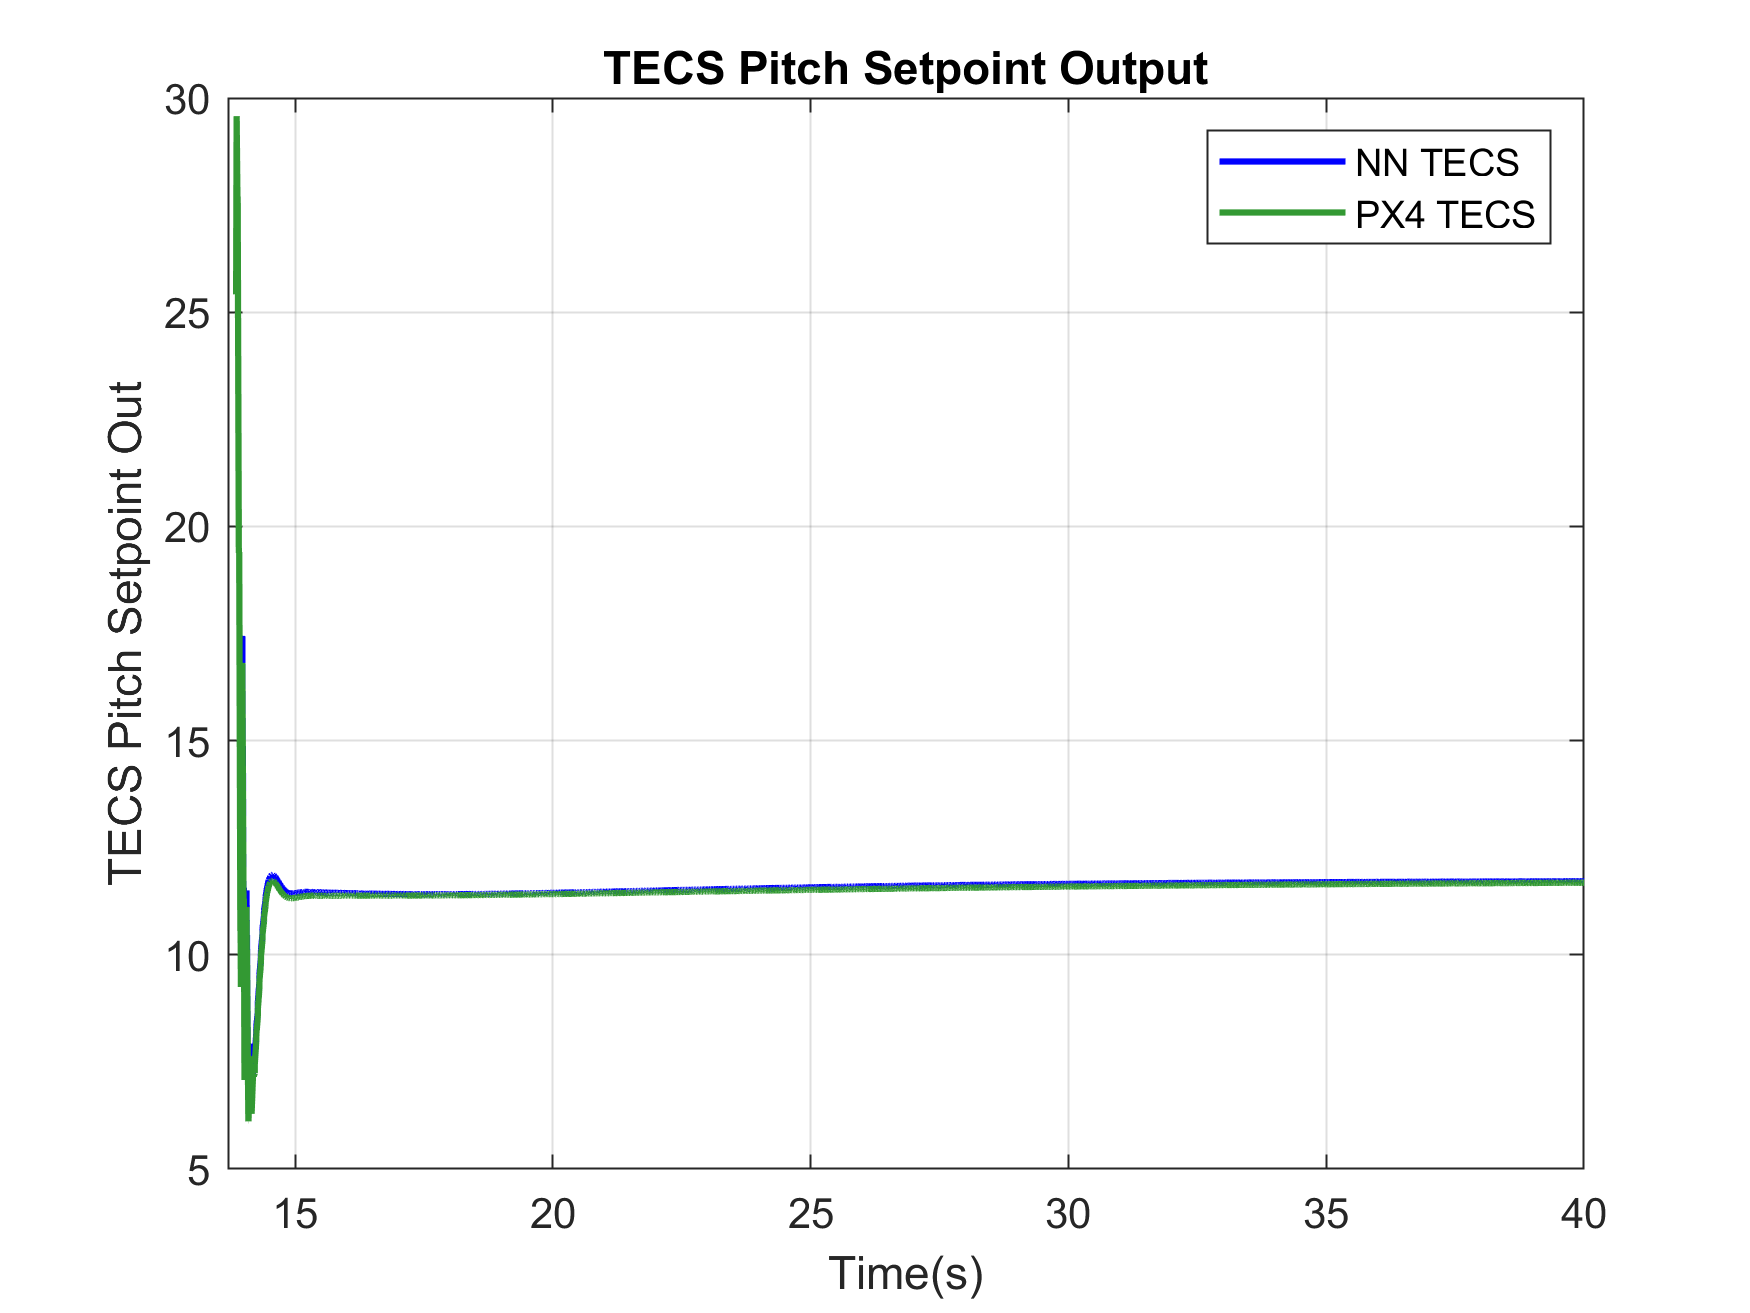 TECS Pitch Setpoint Output
30
25
20
15
10
5
TECS Pitch Setpoint Out
NN TECS
PX4 TECS
15 20 25 30 35 40
Time(s)